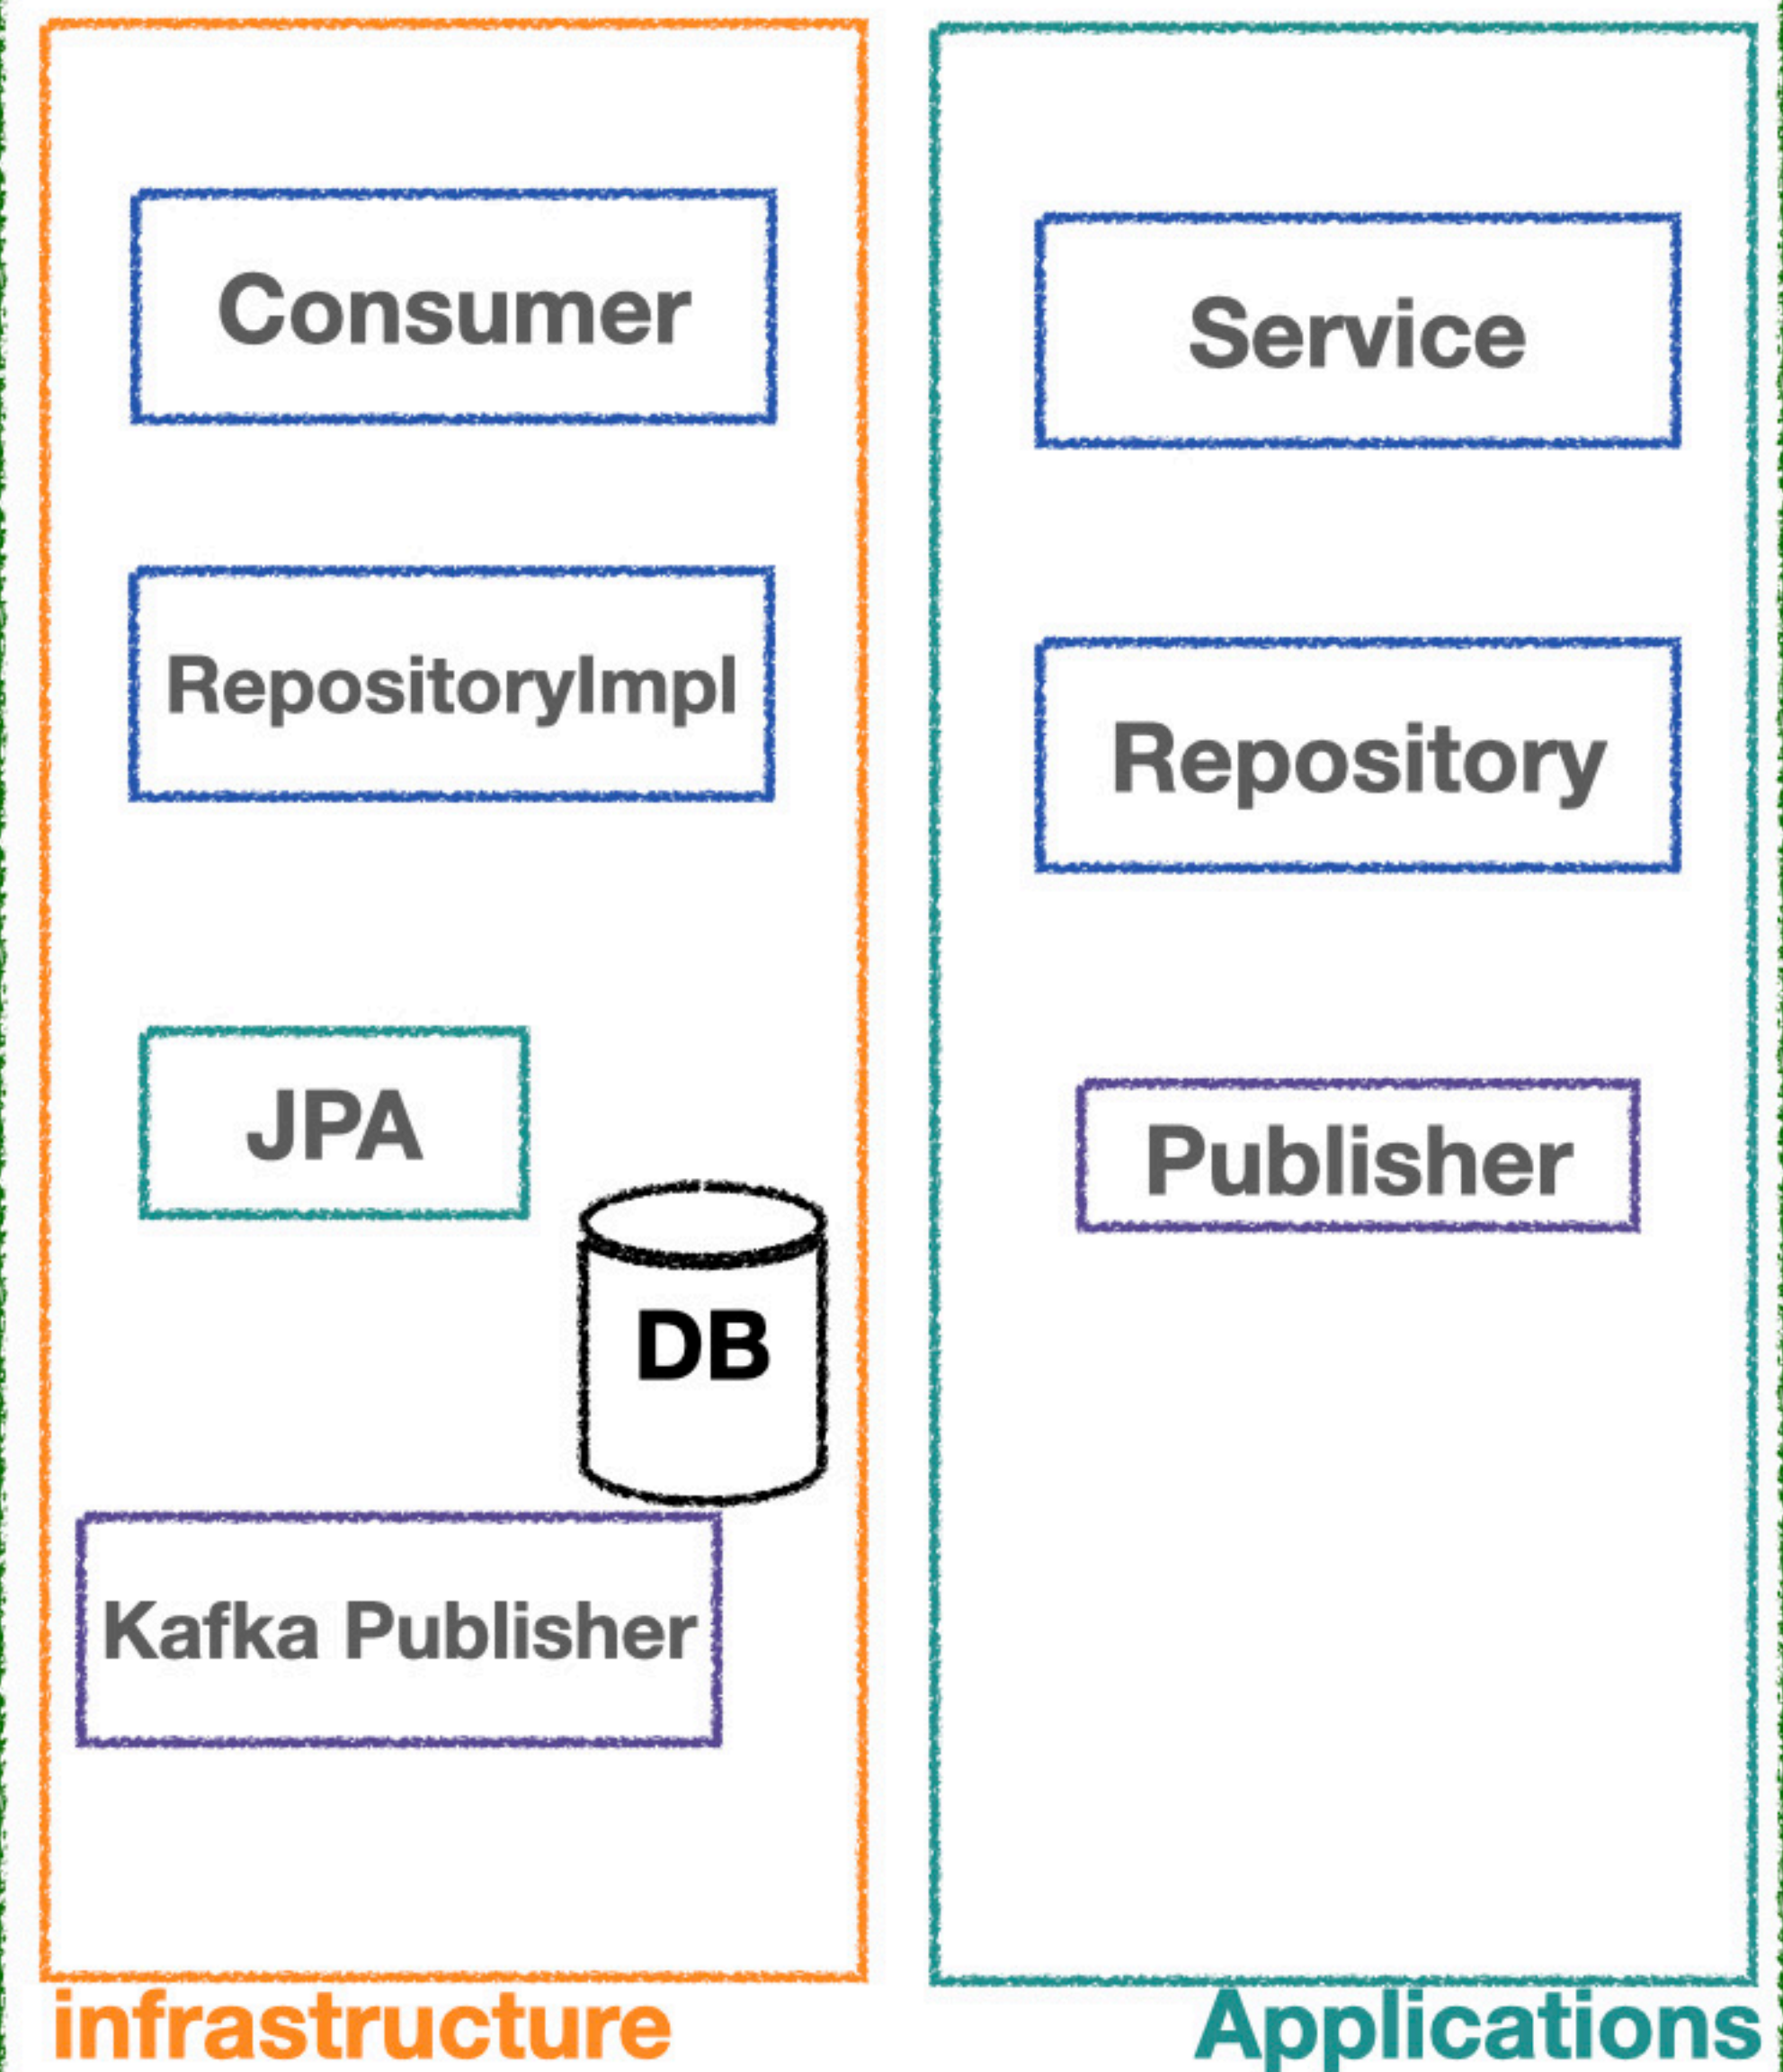 Consumer
RepositoryImpl
JPA
DB
Kafka Publisher
infrastructure
Service
Repository
Publisher
Applications